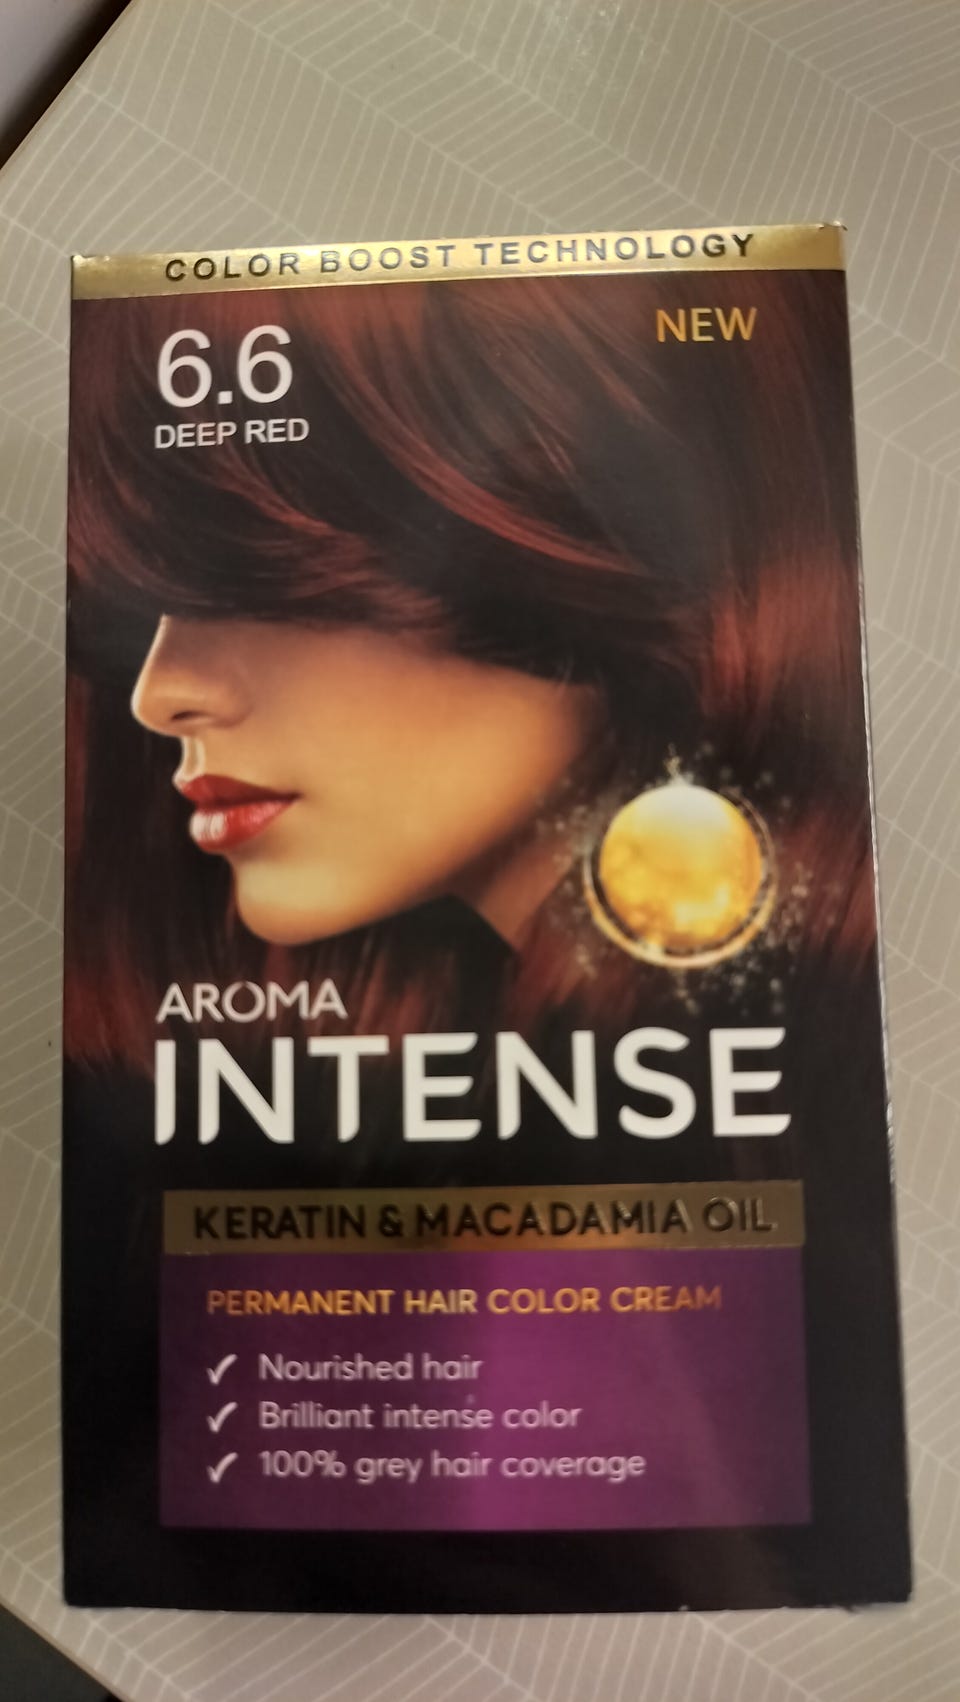 COLOR BOOST TECHNOLOGY
6.6
NEW
DEEP RED
AROMA
INTENSE
KERATIN & MACADAMIA OIL
PERMANENT HAIR COLOR CREAM
✓ Nourished hair
✓ Brilliant intense color
✓ 100% grey hair coverage